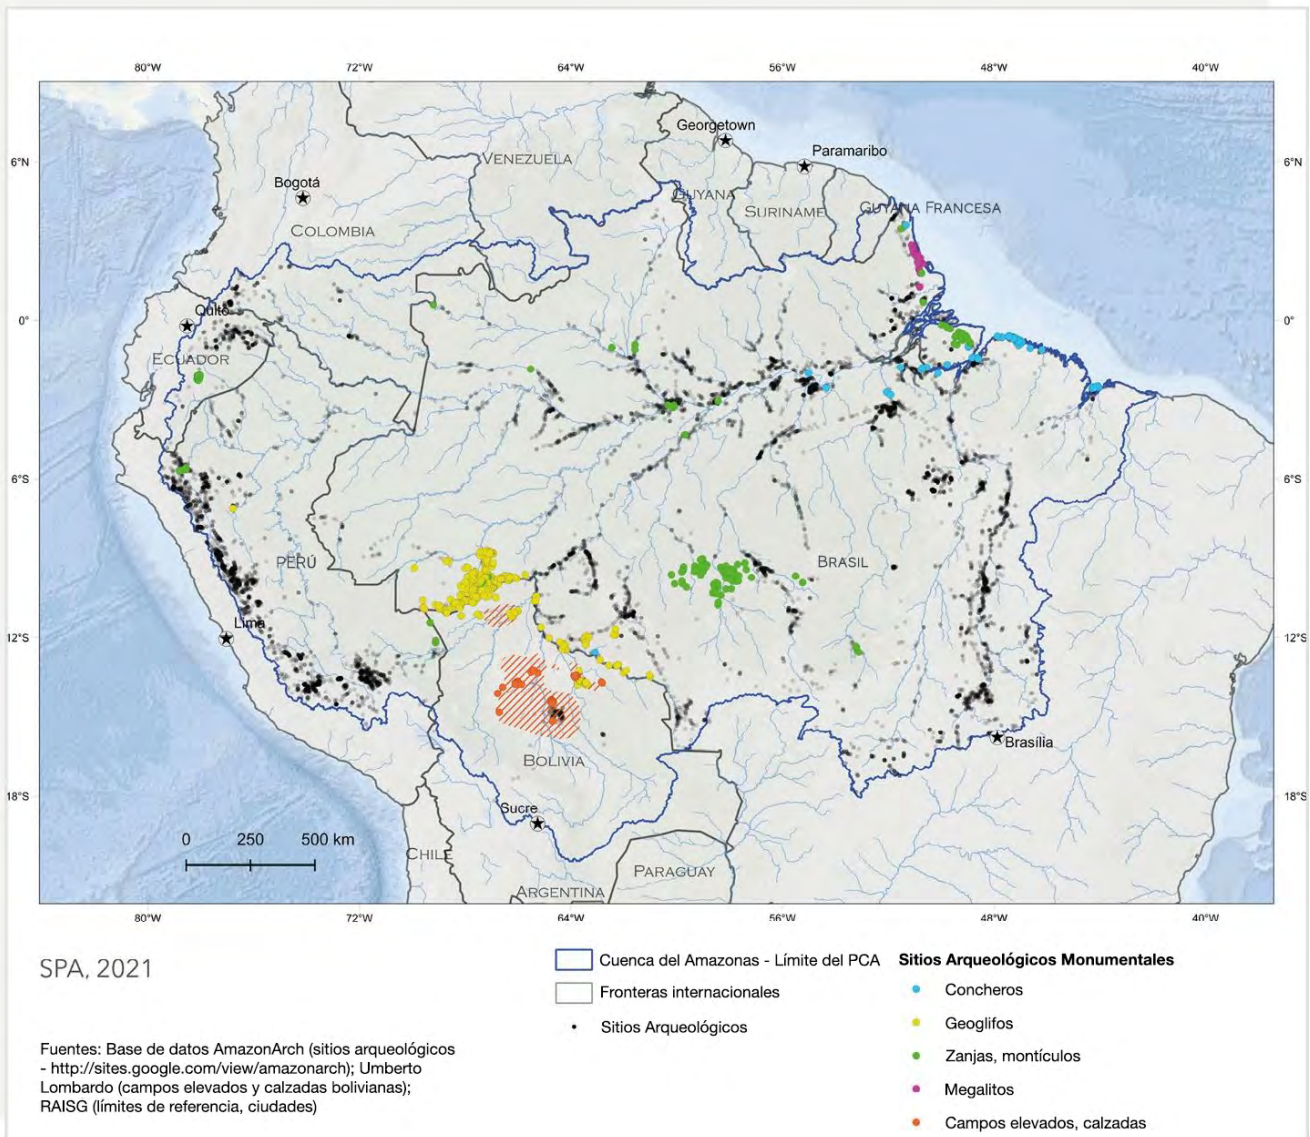 80°W 72°W 64°W 56°W 48°W 40°W
Georgetown
Paramaribo
6°N 6°N
VENEZUELA
GUYANA
SURINAME
GUYANA FRANCESA
Bogotá
COLOMBIA
0° 0°
Quito
ECUADOR
6°S 6°S
PERÚ
BRASIL
Lima
12°S 12°S
BOLIVIA
Brasília
18°S 18°S
Sucre
0 250 500 km
CHILE
PARAGUAY
ARGENTINA
80°W 72°W 64°W 56°W 48°W 40°W
SPA, 2021
Fuentes: Base de datos AmazonArch (sitios arqueológicos
- http://sites.google.com/view/amazonarch); Umberto
Lombardo (campos elevados y calzadas bolivianas);
RAISG (límites de referencia, ciudades)
Cuenca del Amazonas - Límite del PCA
Fronteras internacionales
Sitios Arqueológicos
Sitios Arqueológicos Monumentales
Concheros
Geoglifos
Zanjas, montículos
Megalitos
Campos elevados, calzadas